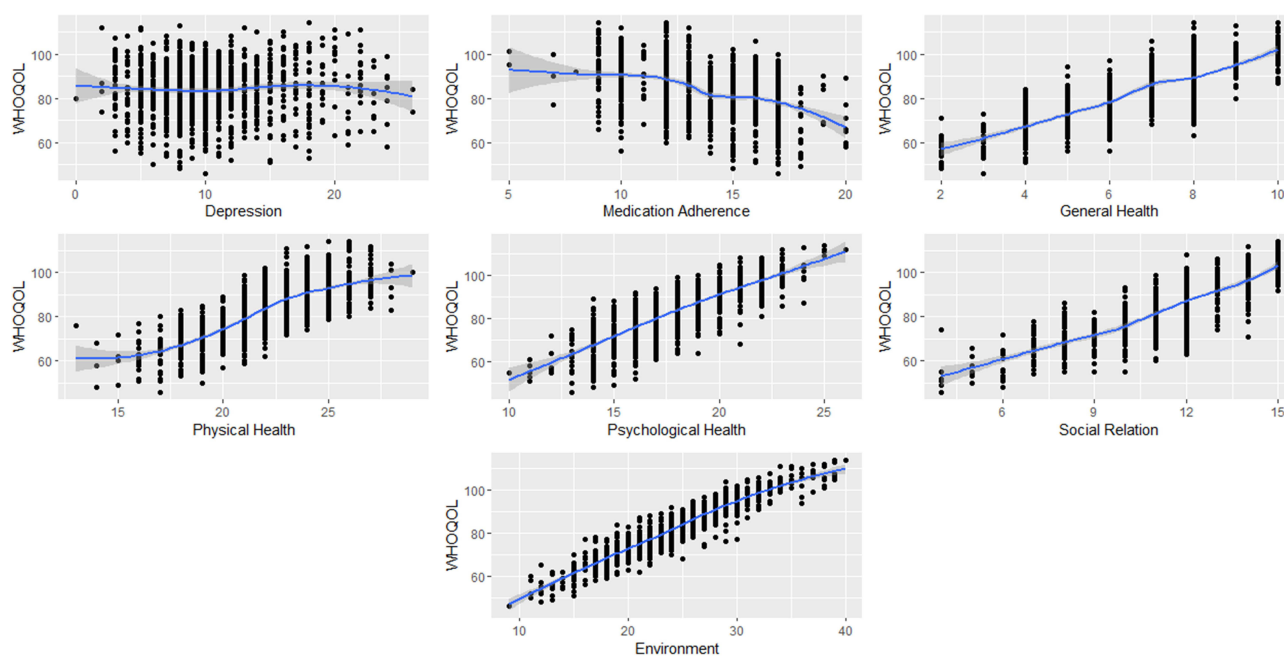 WHOQOL
100
80
60
0 10 20
Depression
WHOQOL
100
80
60
5 10 15 20
Medication Adherence
WHOQOL
100
80
60
2 4 6 8 10
General Health
WHOQOL
100
80
60
15 20 25
Physical Health
WHOQOL
100
80
60
10 15 20 25
Psychological Health
WHOQOL
100
80
60
6 9 12 15
Social Relation
WHOQOL
100
80
60
10 20 30 40
Environment